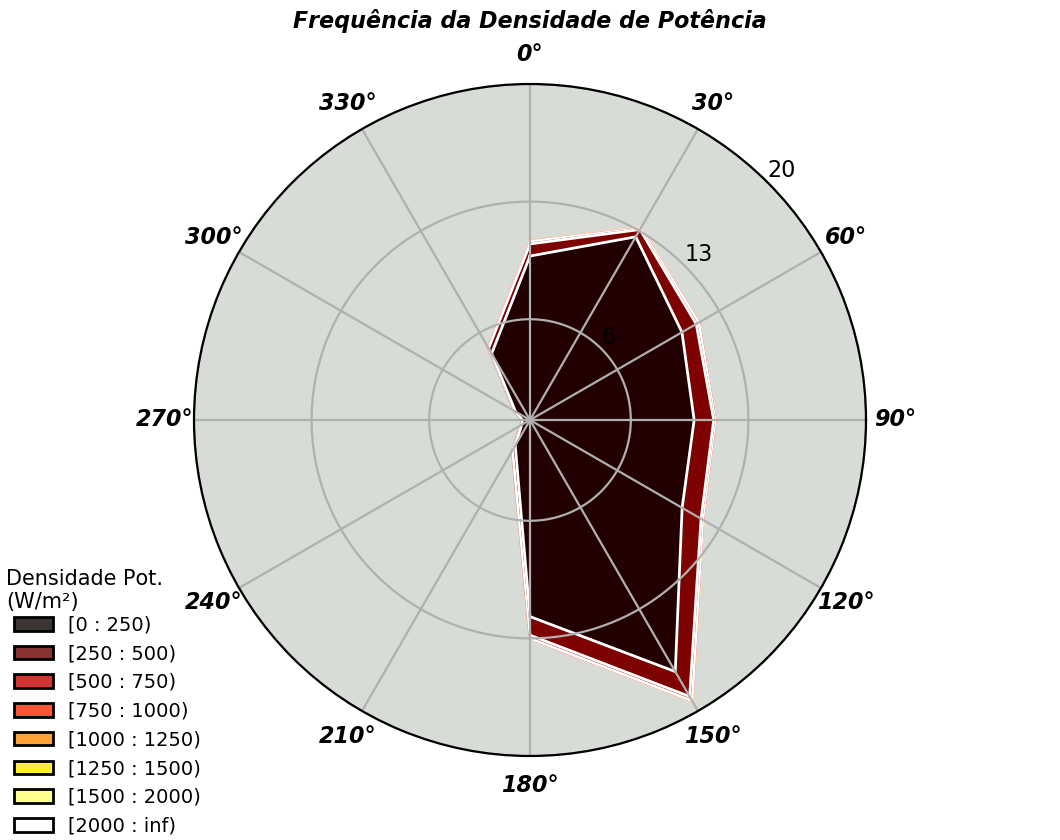 Frequência da Densidade de Potência
0°
330°
30°
20
300°
60°
13
6
270°
90°
Densidade Pot.
(W/m²)
240°
120°
[0 : 250)
[250 : 500)
[500 : 750)
[750 : 1000)
210°
150°
[1000 : 1250)
[1250 : 1500)
180°
[1500 : 2000)
[2000 : inf)